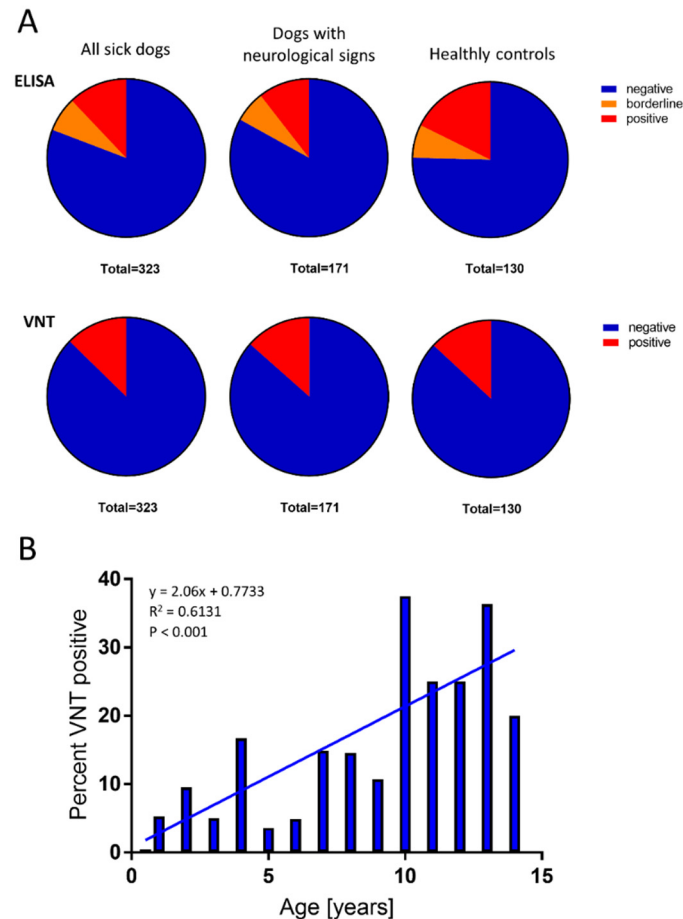 A
All sick dogs
Dogs with
neurological signs
Healthly controls
ELISA
negative
borderline
positive
Total=323
Total=171
Total=130
VNT
negative
positive
Total=323
Total=171
Total=130
B
y = 2.06x + 0.7733
R² = 0.6131
P < 0.001
Percent VNT positive
40
30
20
10
0
0
5
10
15
Age [years]